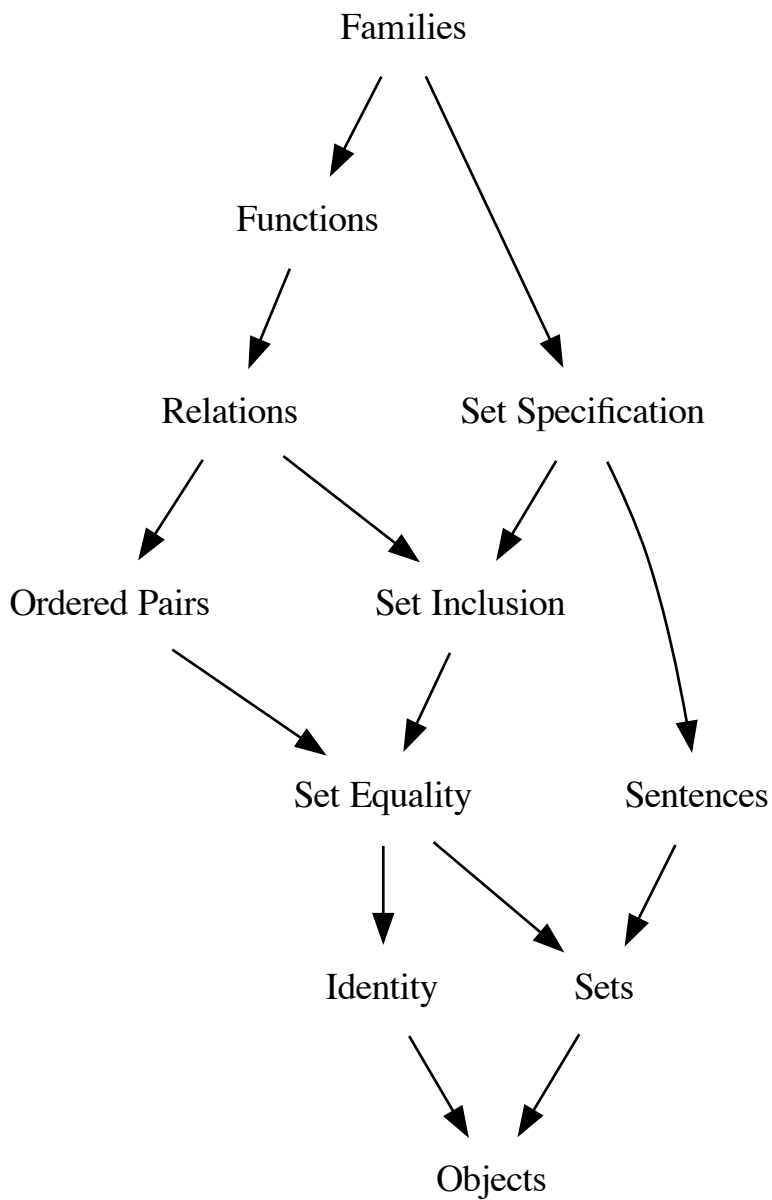 Families
Functions
Relations
Set Specification
Ordered Pairs
Set Inclusion
Set Equality
Sentences
Identity
Sets
Objects